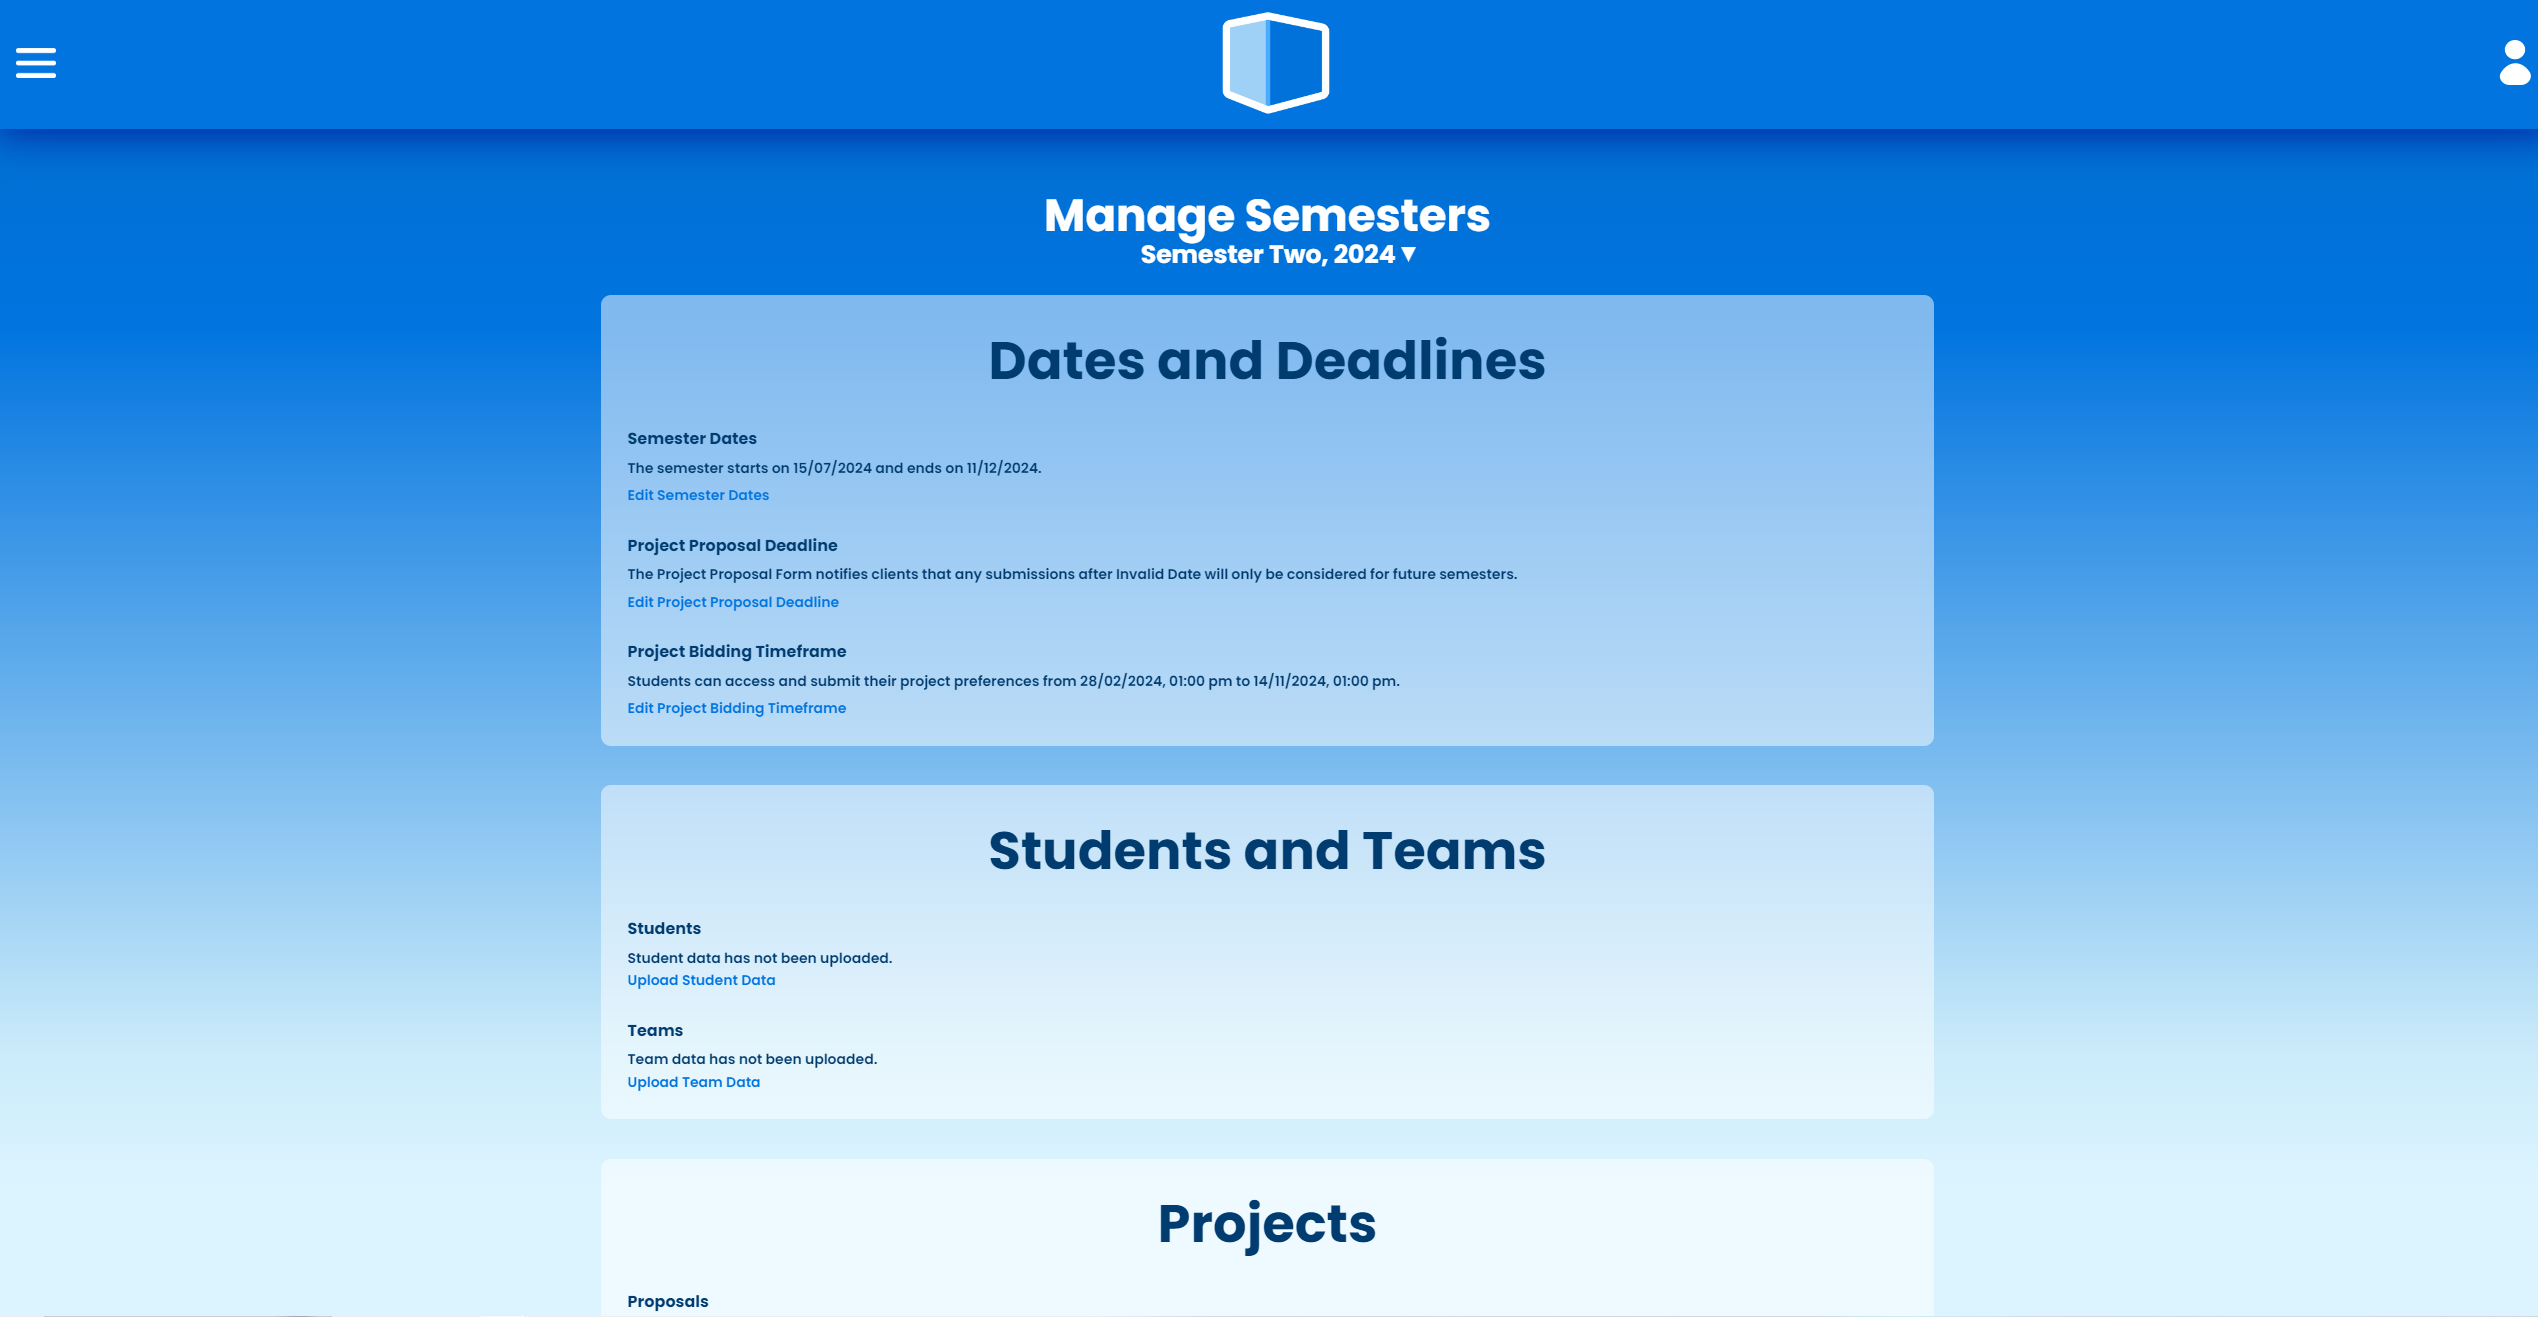 Manage Semesters
Semester Two, 2024 ▼
Dates and Deadlines
Semester Dates
The semester starts on 15/07/2024 and ends on 11/12/2024.
Edit Semester Dates
Project Proposal Deadline
The Project Proposal Form notifies clients that any submissions after Invalid Date will only be considered for future semesters.
Edit Project Proposal Deadline
Project Bidding Timeframe
Students can access and submit their project preferences from 28/02/2024, 01:00 pm to 14/11/2024, 01:00 pm.
Edit Project Bidding Timeframe
Students and Teams
Students
Student data has not been uploaded.
Upload Student Data
Teams
Team data has not been uploaded.
Upload Team Data
Projects
Proposals